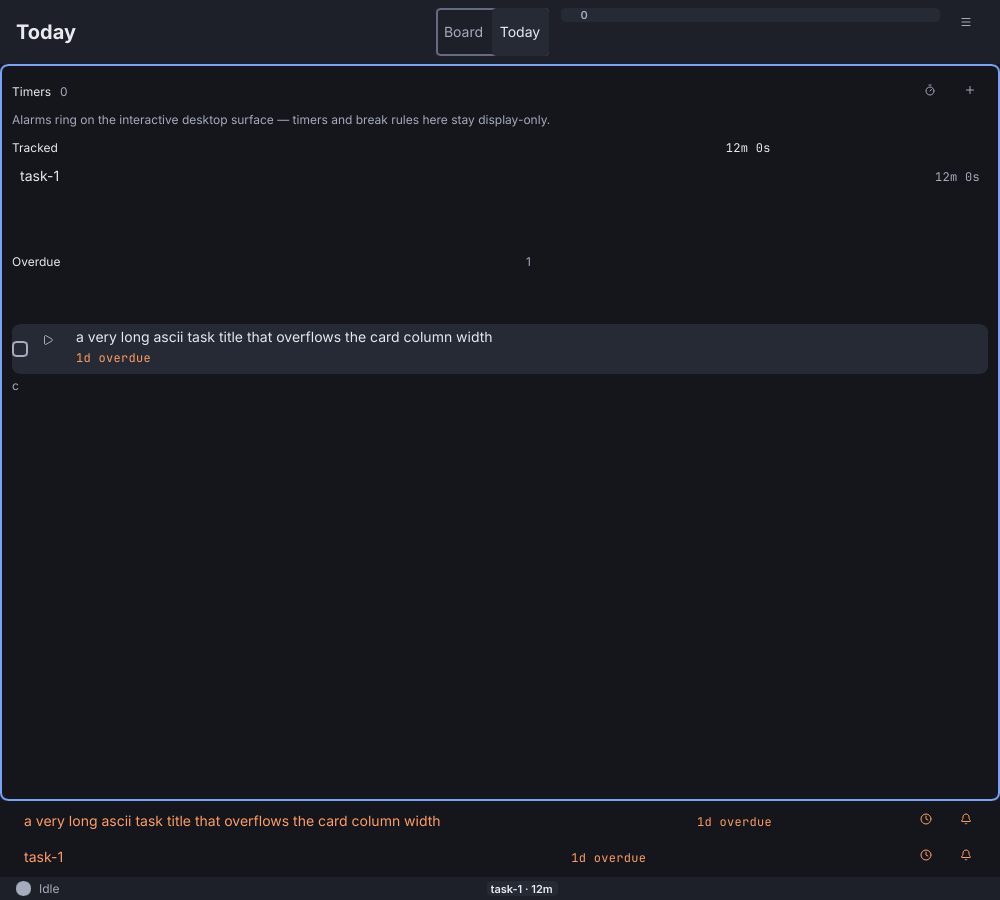 Today Board Today 0
Timers 0
Alarms ring on the interactive desktop surface — timers and break rules here stay display-only.
Tracked 12m 0s
task-1 12m 0s
Overdue 1
a very long ascii task title that overflows the card column width
1d overdue
c
a very long ascii task title that overflows the card column width 1d overdue
task-1 1d overdue
Idle task-1 · 12m